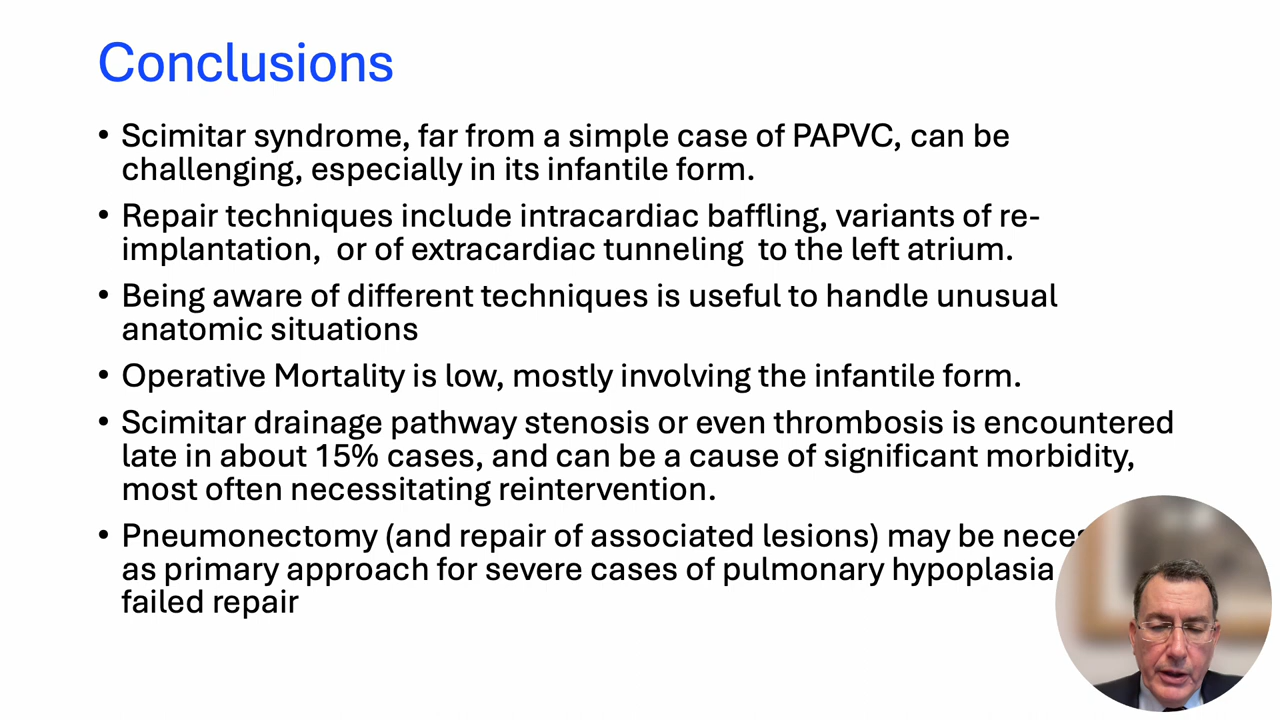 Conclusions
• Scimitar syndrome, far from a simple case of PAPVC, can be
challenging, especially in its infantile form.
• Repair techniques include intracardiac baffling, variants of re-
implantation,  or of extracardiac tunneling  to the left atrium.
• Being aware of different techniques is useful to handle unusual
anatomic situations
• Operative Mortality is low, mostly involving the infantile form.
• Scimitar drainage pathway stenosis or even thrombosis is encountered
late in about 15% cases, and can be a cause of significant morbidity,
most often necessitating reintervention.
• Pneumonectomy (and repair of associated lesions) may be
as primary approach for severe cases of pulmonary hypoplasia
failed repair